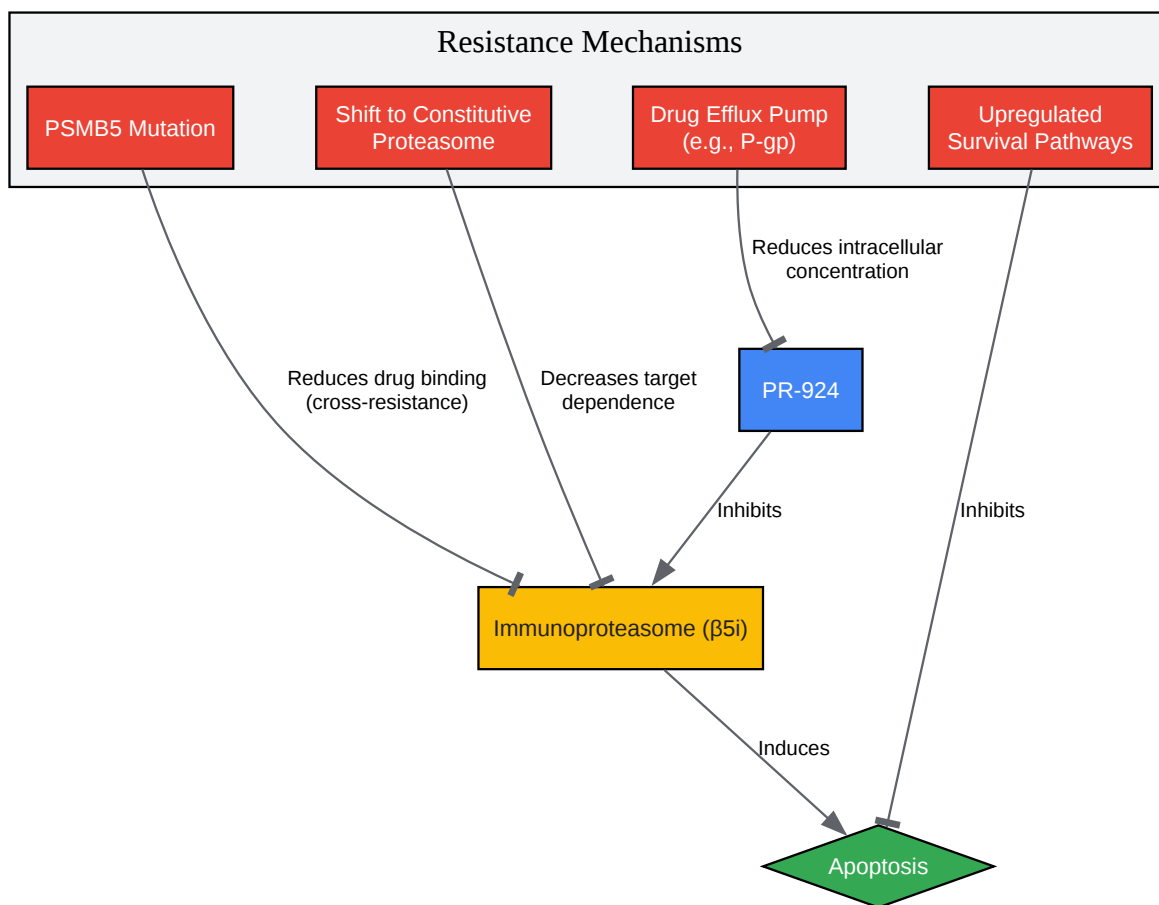 Resistance Mechanisms
PSMB5 Mutation
Shift to Constitutive
Proteasome
Drug Efflux Pump
(e.g., P-gp)
Upregulated
Survival Pathways
Reduces intracellular
concentration
Reduces drug binding
(cross-resistance)
Decreases target
dependence
PR-924
Inhibits
Inhibits
Immunoproteasome (β5i)
Induces
Apoptosis